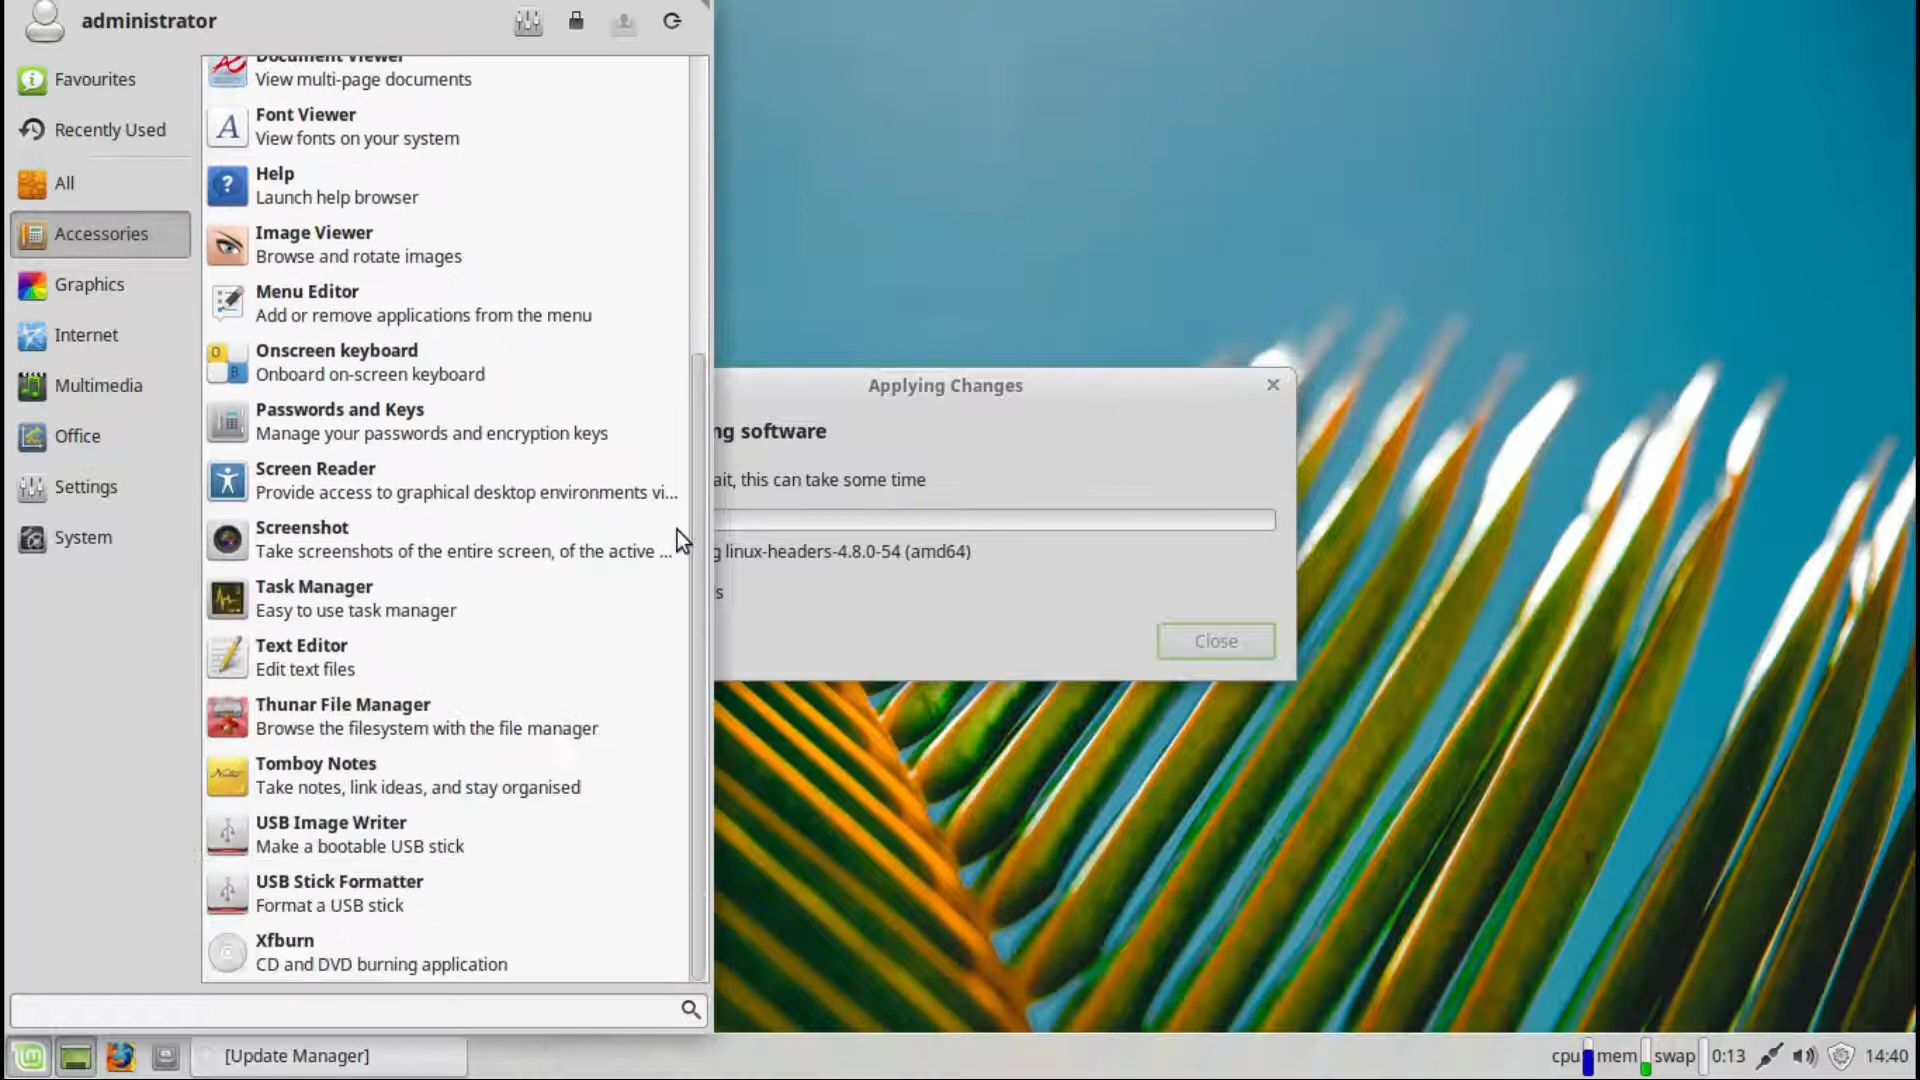 administrator
Favourites
Recently Used
All
Accessories
Graphics
Internet
Multimedia
Office
Settings
System
Document Viewer
View multi-page documents
Font Viewer
View fonts on your system
Help
Launch help browser
Image Viewer
Browse and rotate images
Menu Editor
Add or remove applications from the menu
Onscreen keyboard
Onboard on-screen keyboard
Passwords and Keys
Manage your passwords and encryption keys
Screen Reader
Provide access to graphical desktop environments vi...
Screenshot
Take screenshots of the entire screen, of the active ...
Task Manager
Easy to use task manager
Text Editor
Edit text files
Thunar File Manager
Browse the filesystem with the file manager
Tomboy Notes
Take notes, link ideas, and stay organised
USB Image Writer
Make a bootable USB stick
USB Stick Formatter
Format a USB stick
Xfburn
CD and DVD burning application
Applying Changes
ng software
ait, this can take some time
g linux-headers-4.8.0-54 (amd64)
s
Close
[Update Manager]
cpu mem swap 0:13 14:40